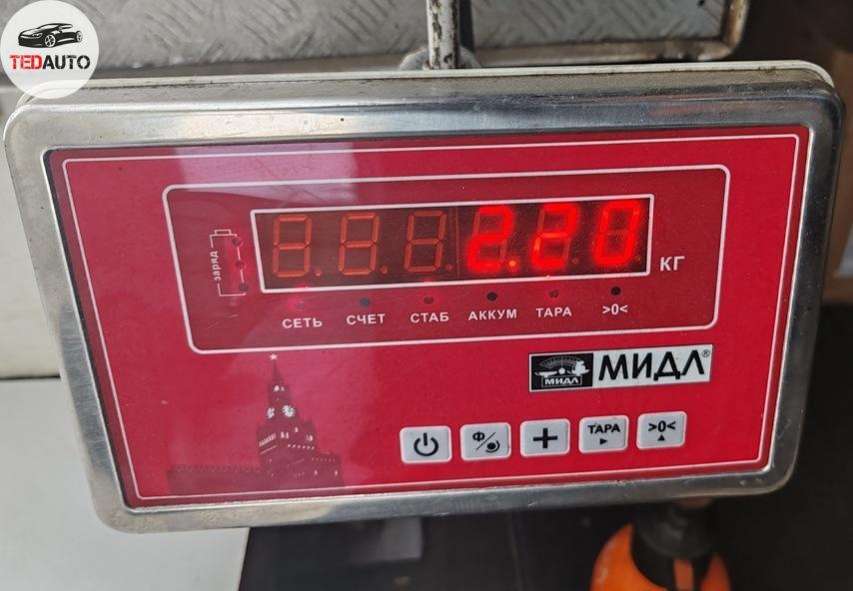 TEDAUTO
заряд
2.20
КГ
СЕТЬ СЧЕТ СТАБ АККУМ ТАРА >0<
МИДЛ МИДЛ®
Ф ТАРА >0<